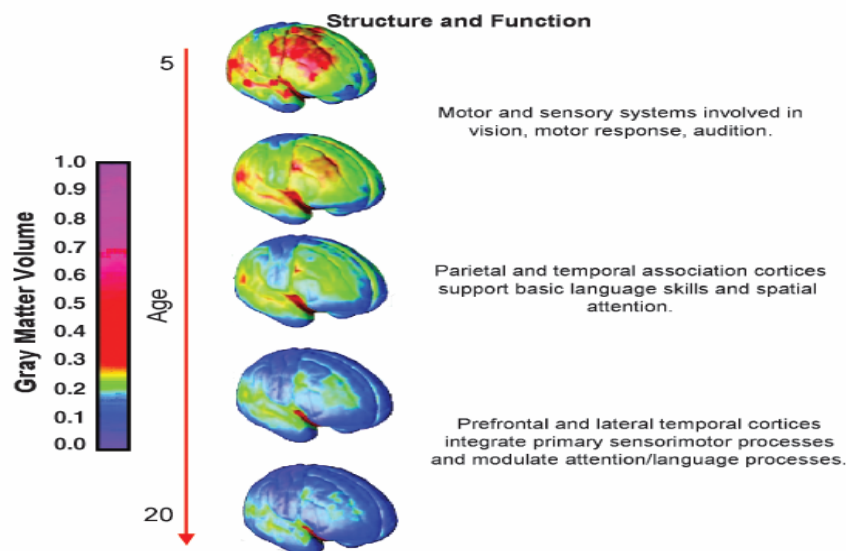 Structure and Function
5
Motor and sensory systems involved in
vision, motor response, audition.
1.0
0.9
0.8
0.7
0.6
0.5
0.4
0.3
0.2
0.1
0.0
Gray Matter Volume
Age
Parietal and temporal association cortices
support basic language skills and spatial
attention.
Prefrontal and lateral temporal cortices
integrate primary sensorimotor processes
and modulate attention/language processes.
20